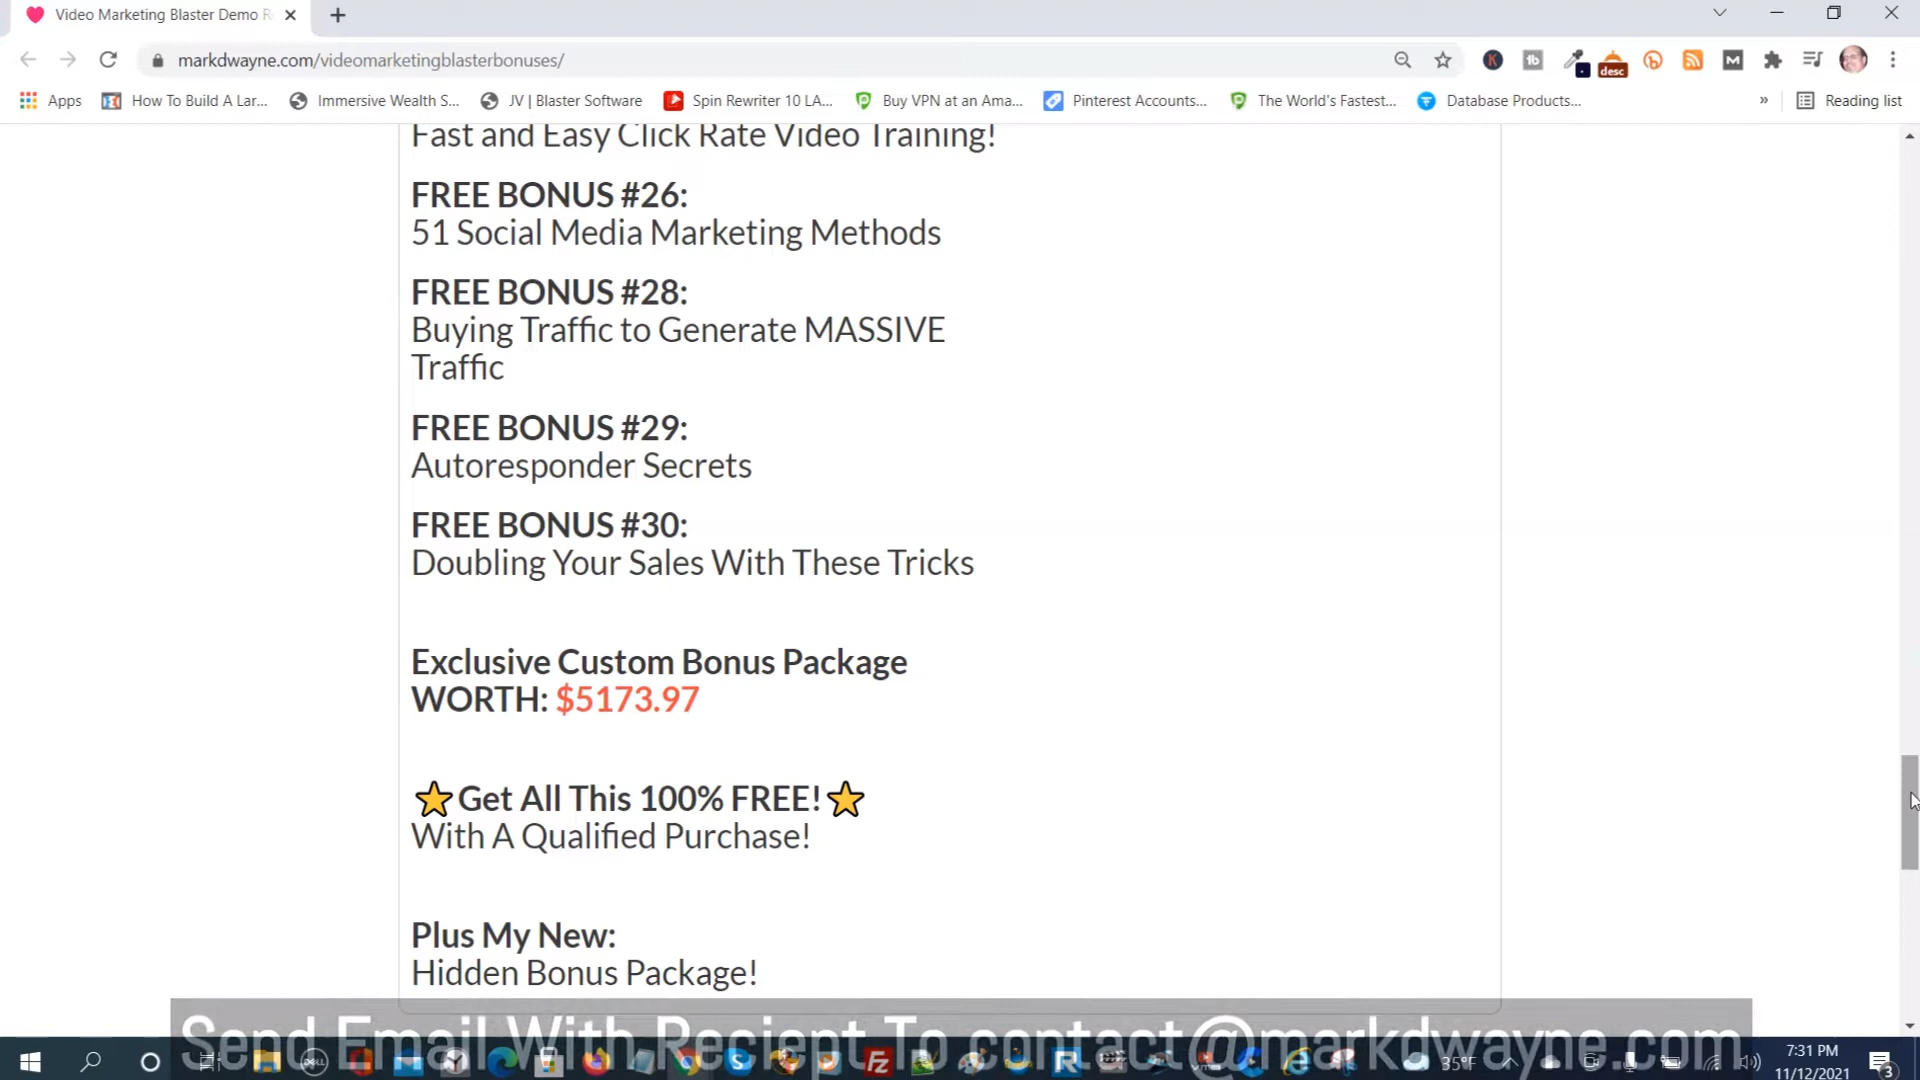 Video Marketing Blaster Demo R
markdwayne.com/videomarketingblasterbonuses/
desc
Apps
How To Build A Lar...
Immersive Wealth S...
JV | Blaster Software
Spin Rewriter 10 LA...
Buy VPN at an Ama...
Pinterest Accounts...
The World's Fastest...
Database Products...
»
Reading list
Fast and Easy Click Rate Video Training!
FREE BONUS #26:
51 Social Media Marketing Methods
FREE BONUS #28:
Buying Traffic to Generate MASSIVE
Traffic
FREE BONUS #29:
Autoresponder Secrets
FREE BONUS #30:
Doubling Your Sales With These Tricks
Exclusive Custom Bonus Package
WORTH: $5173.97
⭐Get All This 100% FREE!⭐
With A Qualified Purchase!
Plus My New:
Hidden Bonus Package!
Send Email With Reciept To contact@markdwayne.com
35°F
7:31 PM
11/12/2021
3